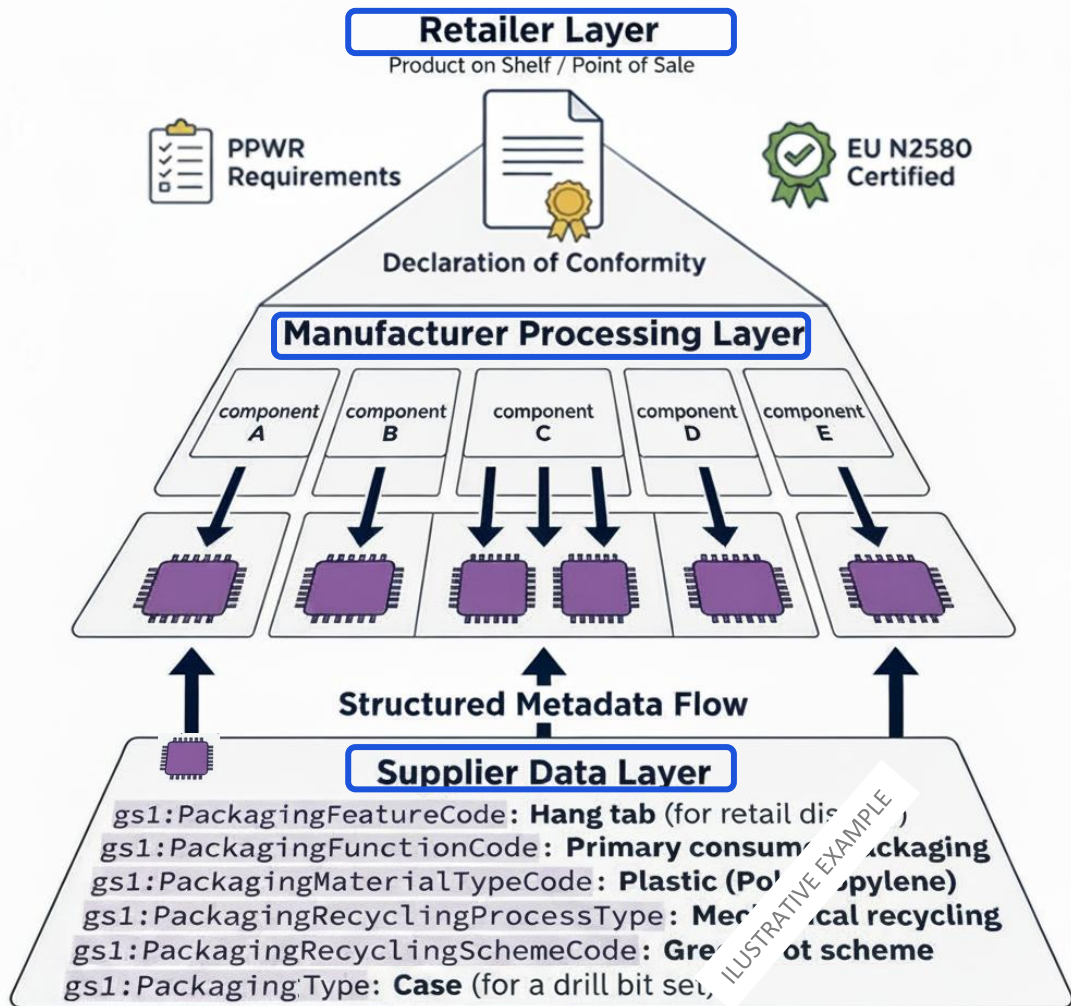 Retailer Layer
Product on Shelf / Point of Sale
PPWR
Requirements
EU N2580
Certified
Declaration of Conformity
Manufacturer Processing Layer
component
A
component
B
component
C
component
D
component
E
Structured Metadata Flow
Supplier Data Layer
gs1:PackagingFeatureCode: Hang tab (for retail
gs1:PackagingFunctionCode: Primary
gs1:PackagingMaterialTypeCode: Plastic
gs1:PackagingRecyclingProcessType: recycling
gs1:PackagingRecyclingSchemeCode: scheme
gs1:PackagingType: Case (for a drill bit set)
ILLUSTRATIVE EXAMPLE